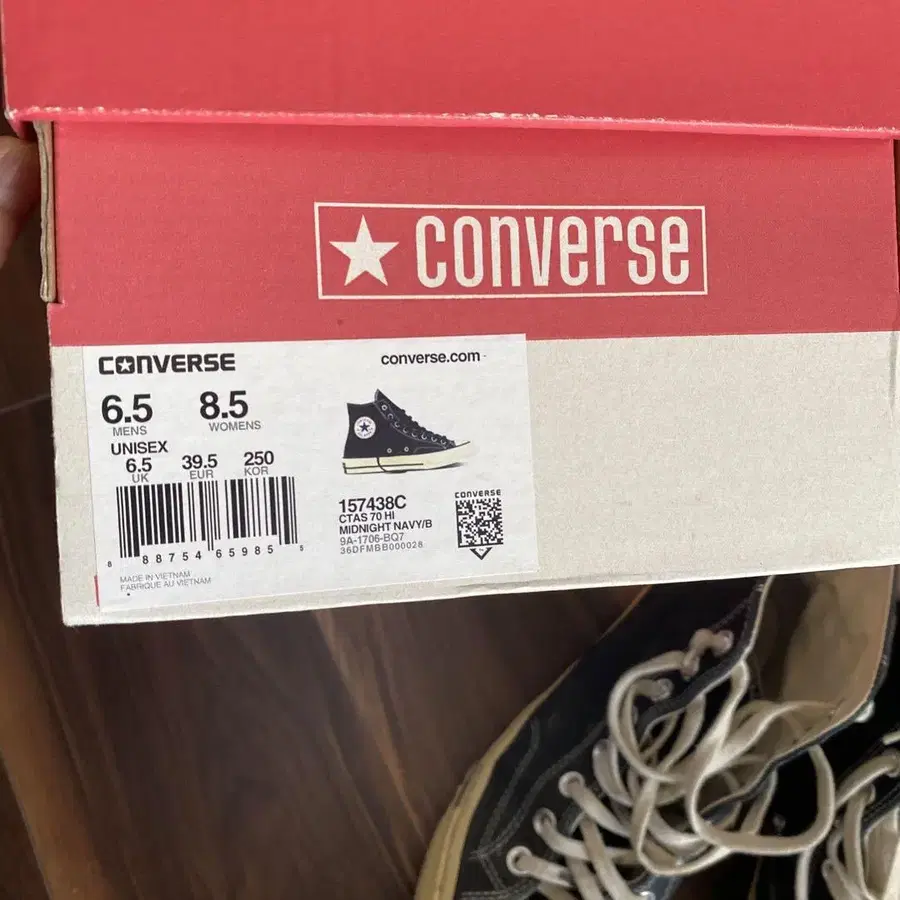 CONVERSE
CONVERSE
converse.com
6.5 8.5
MENS WOMENS
UNISEX
6.5 39.5 250
UK EUR KOR
8 88754 65985 5
MADE IN VIETNAM
FABRIQUE AU VIETNAM
157438C
CTAS 70 HI
MIDNIGHT NAVY/B
9A-1706-BQ7
36DFMBB000028
CONVERSE